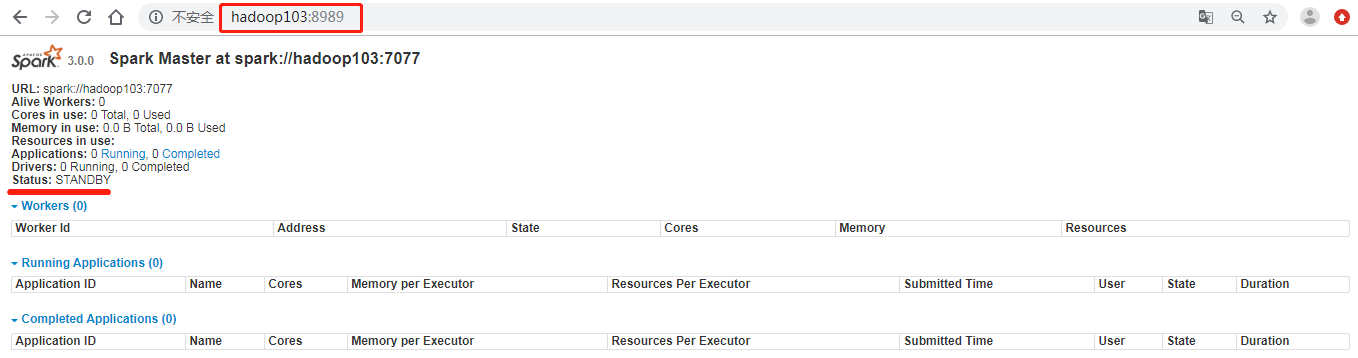 不安全 hadoop103:8989
APACHE Spark 3.0.0 Spark Master at spark://hadoop103:7077
URL: spark://hadoop103:7077
Alive Workers: 0
Cores in use: 0 Total, 0 Used
Memory in use: 0.0 B Total, 0.0 B Used
Resources in use:
Applications: 0 Running, 0 Completed
Drivers: 0 Running, 0 Completed
Status: STANDBY
Workers (0)
Worker Id Address State Cores Memory Resources
Running Applications (0)
Application ID Name Cores Memory per Executor Resources Per Executor Submitted Time User State Duration
Completed Applications (0)
Application ID Name Cores Memory per Executor Resources Per Executor Submitted Time User State Duration